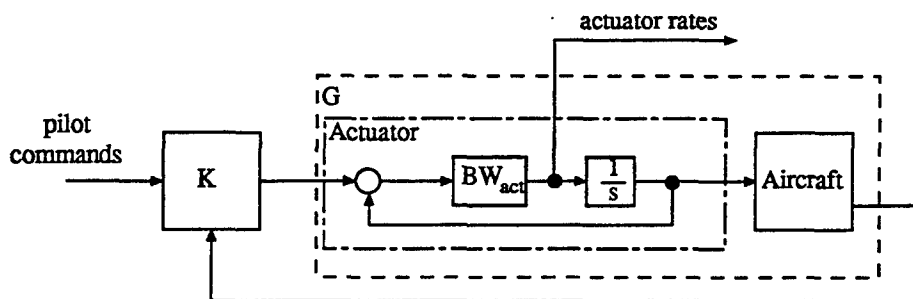 actuator rates
G
pilot
commands
Actuator
K
BW_act
1
s
Aircraft